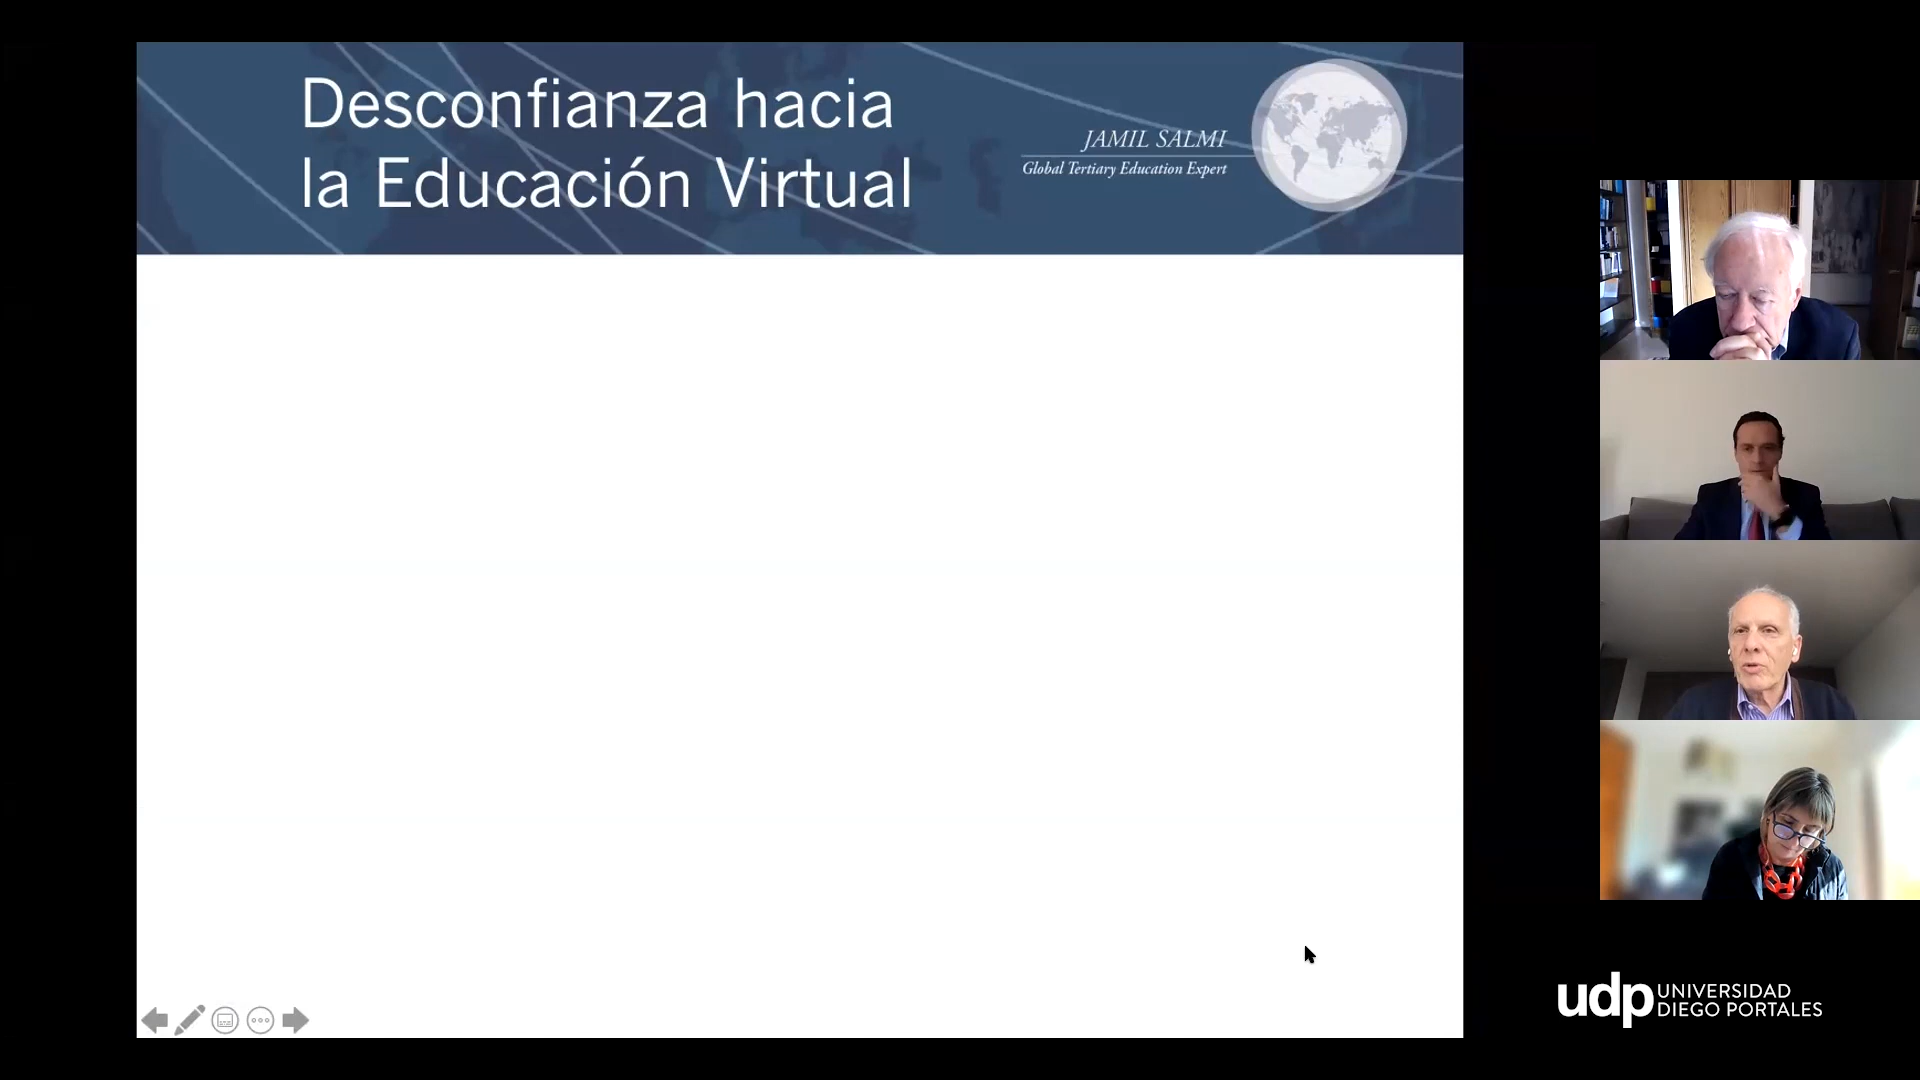 Desconfianza hacia
la Educación Virtual
JAMIL SALMI
Global Tertiary Education Expert
udp UNIVERSIDAD
DIEGO PORTALES